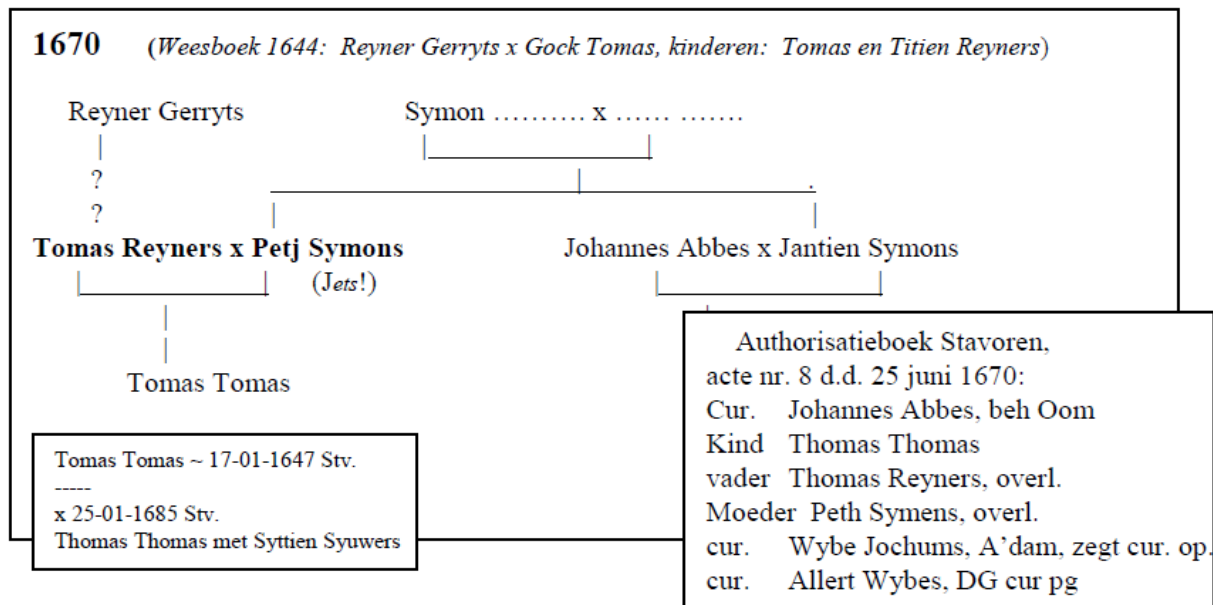 1670 (Weesboek 1644: Reyner Gerryts x Gock Tomas, kinderen: Tomas en Titien Reyners)
Reyner Gerryts Symon .......... x ...... .......
?
?
Tomas Reyners x Petj Symons Johannes Abbes x Jantien Symons
(Jets!)
Tomas Tomas
Tomas Tomas ~ 17-01-1647 Stv.
-----
x 25-01-1685 Stv.
Thomas Thomas met Syttien Syuwers
Authorisatieboek Stavoren,
acte nr. 8 d.d. 25 juni 1670:
Cur. Johannes Abbes, beh Oom
Kind Thomas Thomas
vader Thomas Reyners, overl.
Moeder Peth Symens, overl.
cur. Wybe Jochums, A'dam, zegt cur. op.
cur. Allert Wybes, DG cur pg